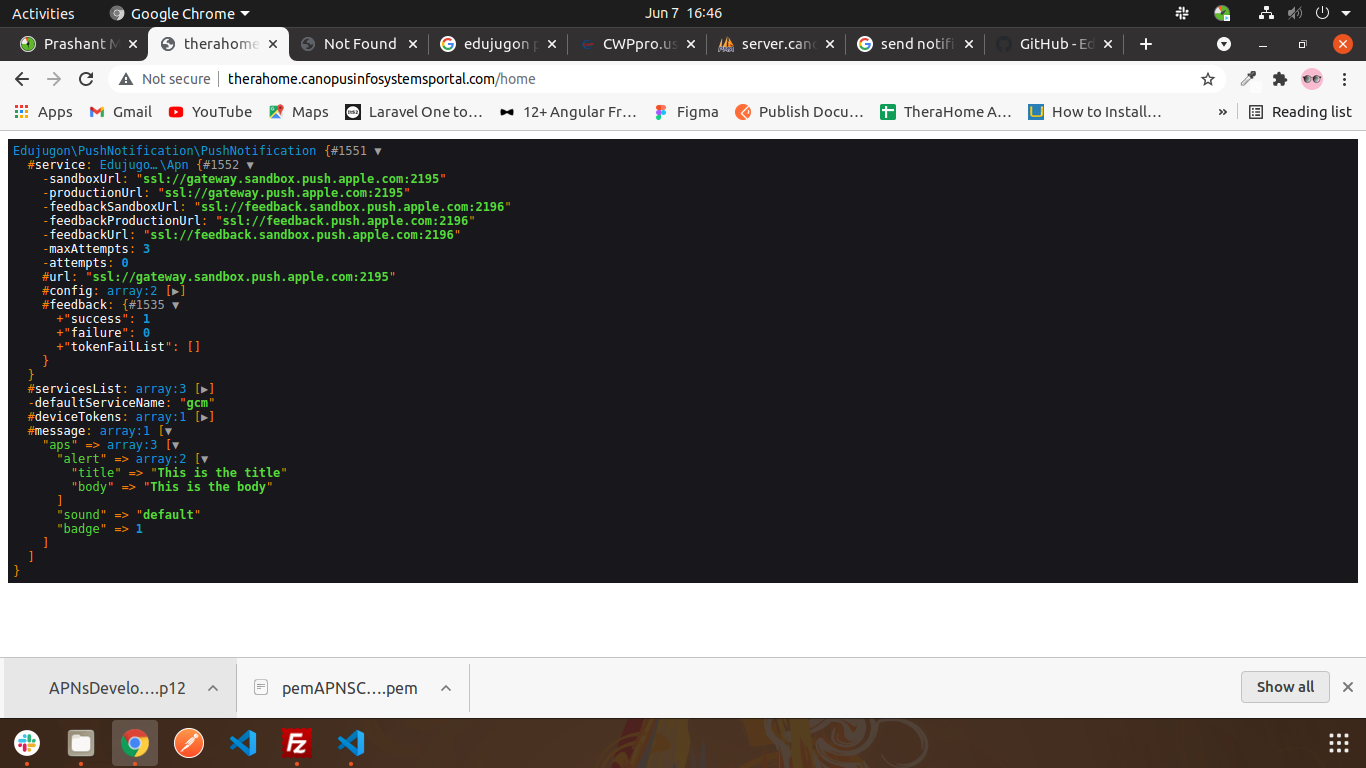 Activities
Google Chrome
Jun 7 16:46
Prashant M
therahome
Not Found
edujugon p
CWPpro.us
server.cano
send notifi
GitHub - Ed
Not secure
therahome.canopusinfosystemsportal.com/home
Apps
Gmail
YouTube
Maps
Laravel One to…
12+ Angular Fr…
Figma
Publish Docu…
TheraHome A…
How to Install…
»
Reading list
Edujugon\PushNotification\PushNotification {#1551 ▼
#service: Edujugo…\Apn {#1552 ▼
-sandboxUrl: "ssl://gateway.sandbox.push.apple.com:2195"
-productionUrl: "ssl://gateway.push.apple.com:2195"
-feedbackSandboxUrl: "ssl://feedback.sandbox.push.apple.com:2196"
-feedbackProductionUrl: "ssl://feedback.push.apple.com:2196"
-feedbackUrl: "ssl://feedback.sandbox.push.apple.com:2196"
-maxAttempts: 3
-attempts: 0
#url: "ssl://gateway.sandbox.push.apple.com:2195"
#config: array:2 [▶]
#feedback: {#1535 ▼
+"success": 1
+"failure": 0
+"tokenFailList": []
}
}
#servicesList: array:3 [▶]
-defaultServiceName: "gcm"
#deviceTokens: array:1 [▶]
#message: array:1 [▼
"aps" => array:3 [▼
"alert" => array:2 [▼
"title" => "This is the title"
"body" => "This is the body"
]
"sound" => "default"
"badge" => 1
]
]
}
APNsDevelo….p12
pemAPNSC….pem
Show all